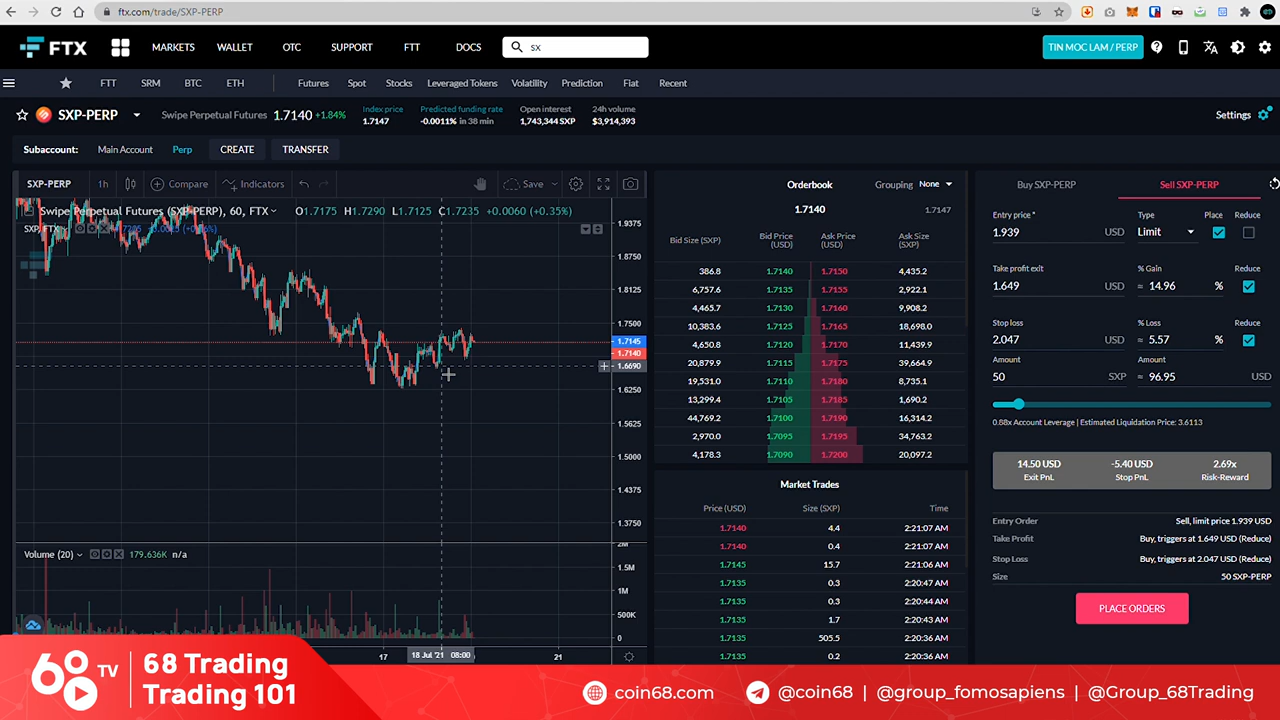 ftx.com/trade/SXP-PERP
FTX MARKETS WALLET OTC SUPPORT FTT DOCS sx TIN MOC LAM / PERP
FTT SRM BTC ETH Futures Spot Stocks Leveraged Tokens Volatility Prediction Fiat Recent
SXP-PERP Swipe Perpetual Futures 1.7140 +1.84% Index price Predicted funding rate Open interest 24h volume Settings
1.7147 -0.0011% in 38 min 1,743,344 SXP $3,914,393
Subaccount: Main Account Perp CREATE TRANSFER
SXP-PERP 1h Compare Indicators Save
Swipe Perpetual Futures (SXP-PERP), 60, FTX O1.7175 H1.7290 L1.7125 C1.7235 +0.0060 (+0.35%)
1.9375
1.8750
1.8125
1.7500
1.7145
1.7140
1.6690
1.6250
1.5625
1.5000
1.4375
1.3750
Volume (20) 179.636K n/a
2M
1.5M
1M
500K
0
17 18 Jul '21 08:00 21
Orderbook Grouping None
1.7140 1.7147
Bid Size (SXP) Bid Price (USD) Ask Price (USD) Ask Size (SXP)
386.8 1.7140 1.7150 4,435.2
6,757.6 1.7135 1.7155 2,922.1
4,465.7 1.7130 1.7160 9,908.2
10,383.6 1.7125 1.7165 18,698.0
4,650.8 1.7120 1.7170 11,439.9
20,879.9 1.7115 1.7175 39,664.9
19,531.0 1.7110 1.7180 8,735.1
13,299.4 1.7105 1.7185 1,690.2
44,769.2 1.7100 1.7190 16,314.2
2,970.0 1.7095 1.7195 34,763.2
4,178.3 1.7090 1.7200 20,097.2
Market Trades
Price (USD) Size (SXP) Time
1.7140 4.4 2:21:07 AM
1.7140 0.4 2:21:07 AM
1.7145 15.7 2:21:06 AM
1.7135 0.3 2:20:47 AM
1.7135 0.3 2:20:44 AM
1.7135 1.7 2:20:43 AM
1.7135 505.5 2:20:36 AM
1.7135 0.2 2:20:36 AM
Buy SXP-PERP Sell SXP-PERP
Entry price * Type Place Reduce
1.939 USD Limit
Take profit exit % Gain Reduce
1.649 USD ≈ 14.96 %
Stop loss % Loss Reduce
2.047 USD ≈ 5.57 %
Amount Amount
50 SXP ≈ 96.95 USD
0.88x Account Leverage | Estimated Liquidation Price: 3.6113
14.50 USD -5.40 USD 2.69x
Exit PnL Stop PnL Risk-Reward
Entry Order Sell, limit price 1.939 USD
Take Profit Buy, triggers at 1.649 USD (Reduce)
Stop Loss Buy, triggers at 2.047 USD (Reduce)
Size 50 SXP-PERP
PLACE ORDERS
68 TV
68 Trading
Trading 101
coin68.com @coin68 | @group_fomosapiens | @Group_68Trading